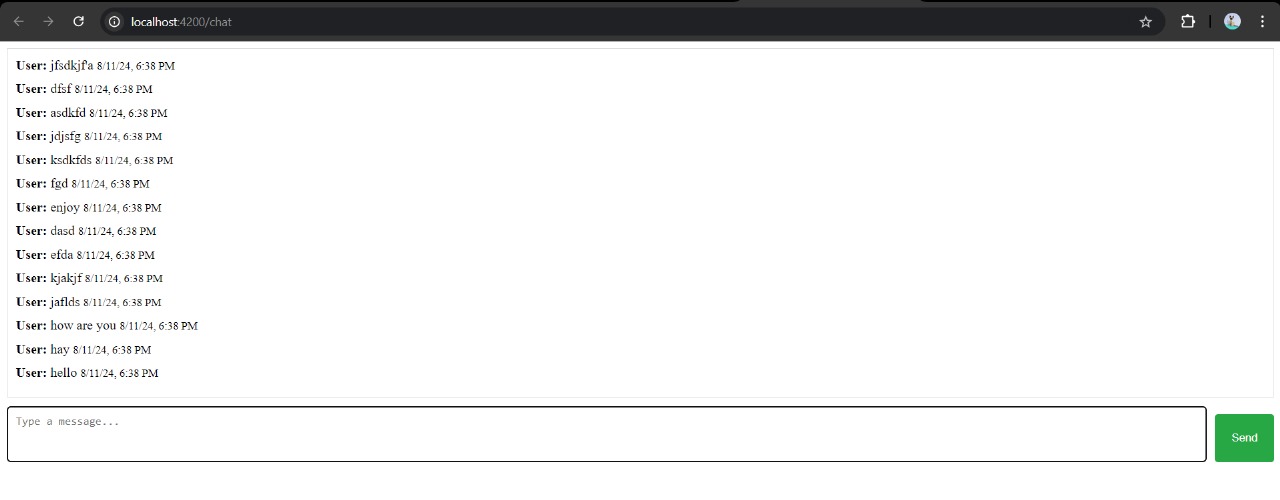 localhost:4200/chat
User: jfsdkjf'a 8/11/24, 6:38 PM
User: dfsf 8/11/24, 6:38 PM
User: asdkfd 8/11/24, 6:38 PM
User: jdjsfg 8/11/24, 6:38 PM
User: ksdkfds 8/11/24, 6:38 PM
User: fgd 8/11/24, 6:38 PM
User: enjoy 8/11/24, 6:38 PM
User: dasd 8/11/24, 6:38 PM
User: efda 8/11/24, 6:38 PM
User: kjakjf 8/11/24, 6:38 PM
User: jaflds 8/11/24, 6:38 PM
User: how are you 8/11/24, 6:38 PM
User: hay 8/11/24, 6:38 PM
User: hello 8/11/24, 6:38 PM
Type a message...
Send